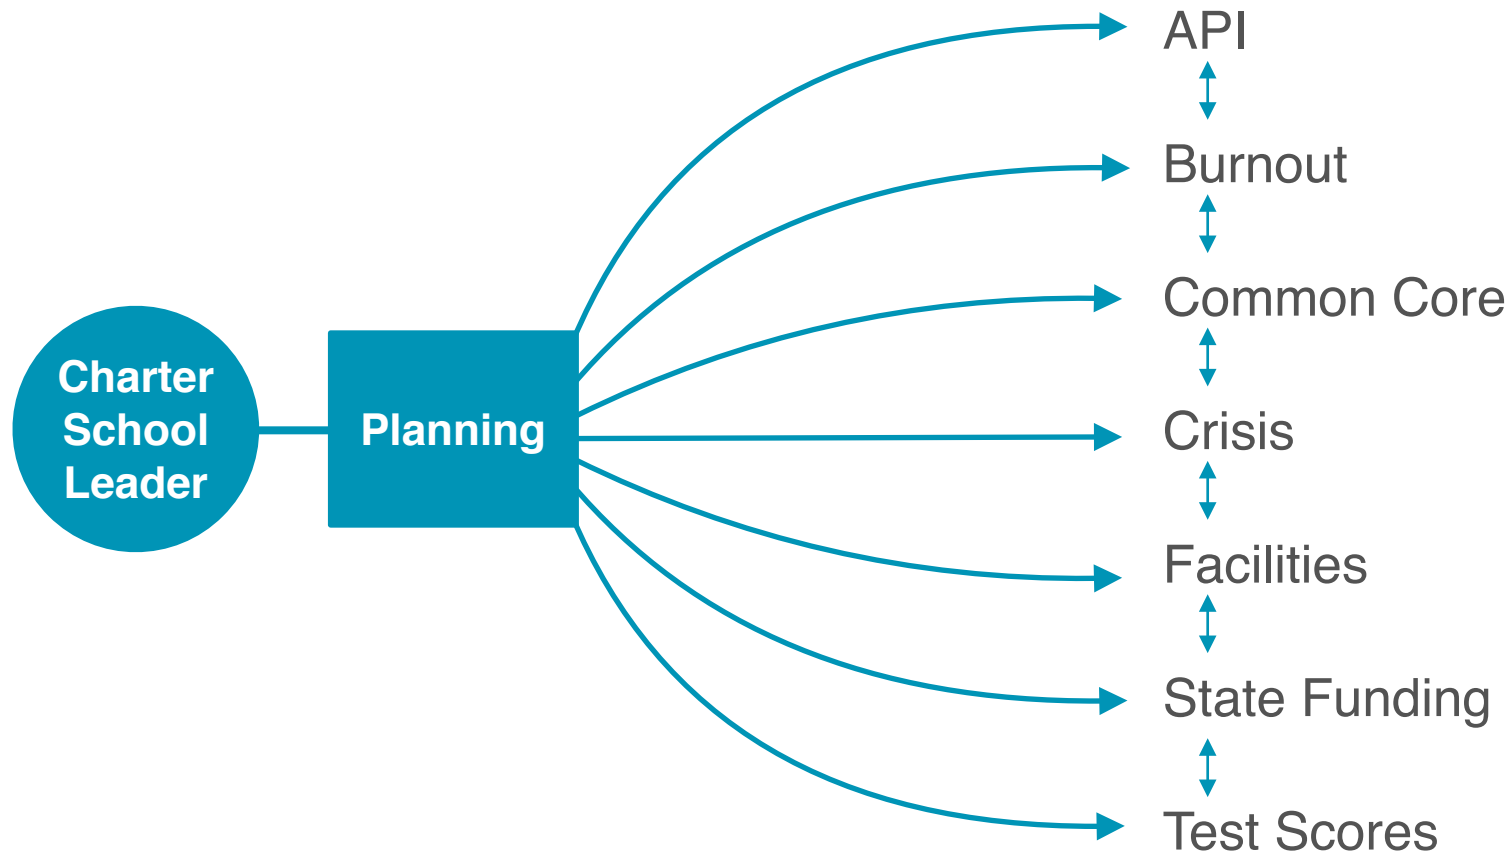 Charter
School
Leader
Planning
API
Burnout
Common Core
Crisis
Facilities
State Funding
Test Scores